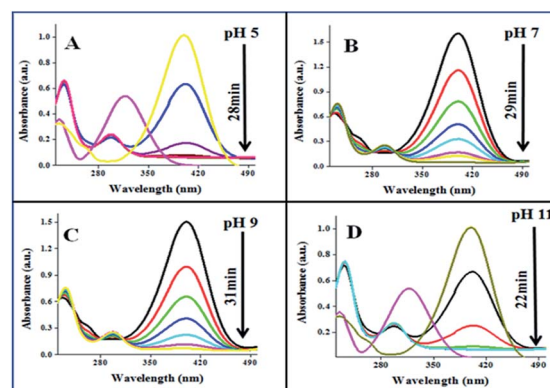 A
pH 5
28min
1.0
0.8
0.6
0.4
0.2
0.0
280
350
420
490
Absorbance (a.u.)
Wavelength (nm)
B
pH 7
29min
1.5
1.2
0.9
0.6
0.3
0.0
280
350
420
490
Absorbance (a.u.)
Wavelength (nm)
C
pH 9
31min
1.5
1.2
0.9
0.6
0.3
0.0
280
350
420
490
Absorbance (a.u.)
Wavelength (nm)
D
pH 11
22min
1.0
0.8
0.6
0.4
0.2
280
350
420
490
Absorbance (a.u.)
Wavelength (nm)